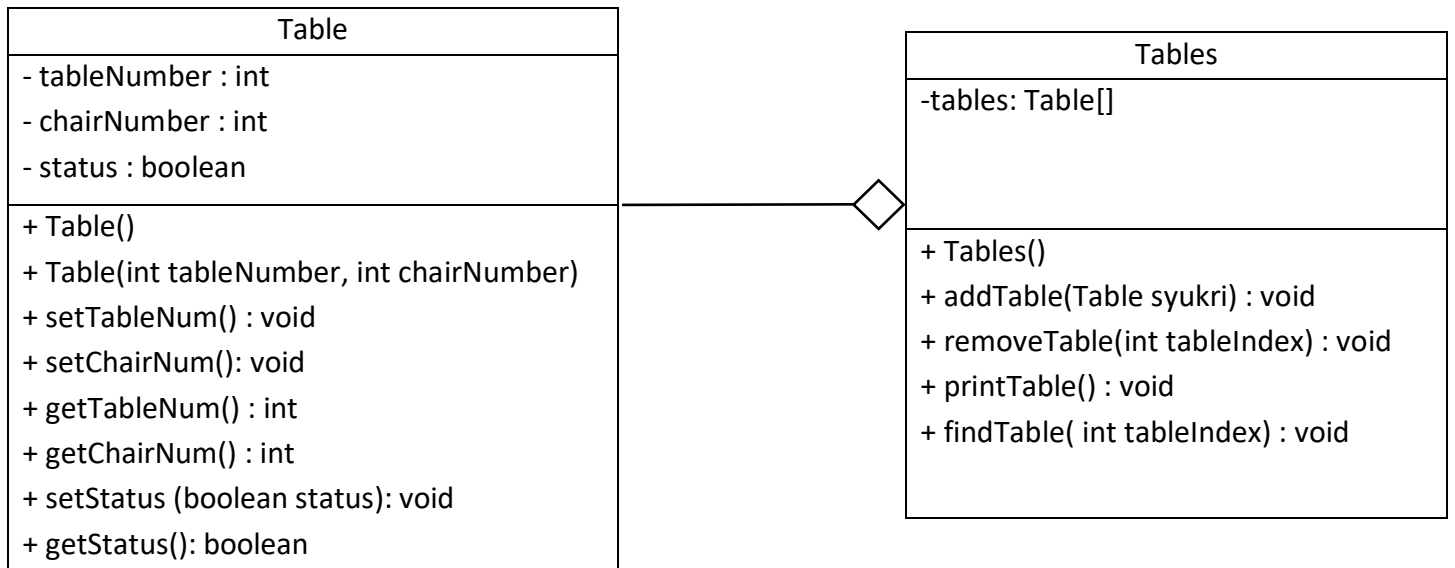 Table
- tableNumber : int
- chairNumber : int
- status : boolean
+ Table()
+ Table(int tableNumber, int chairNumber)
+ setTableNum() : void
+ setChairNum(): void
+ getTableNum() : int
+ getChairNum() : int
+ setStatus (boolean status): void
+ getStatus(): boolean
Tables
-tables: Table[]
+ Tables()
+ addTable(Table syukri) : void
+ removeTable(int tableIndex) : void
+ printTable() : void
+ findTable( int tableIndex) : void